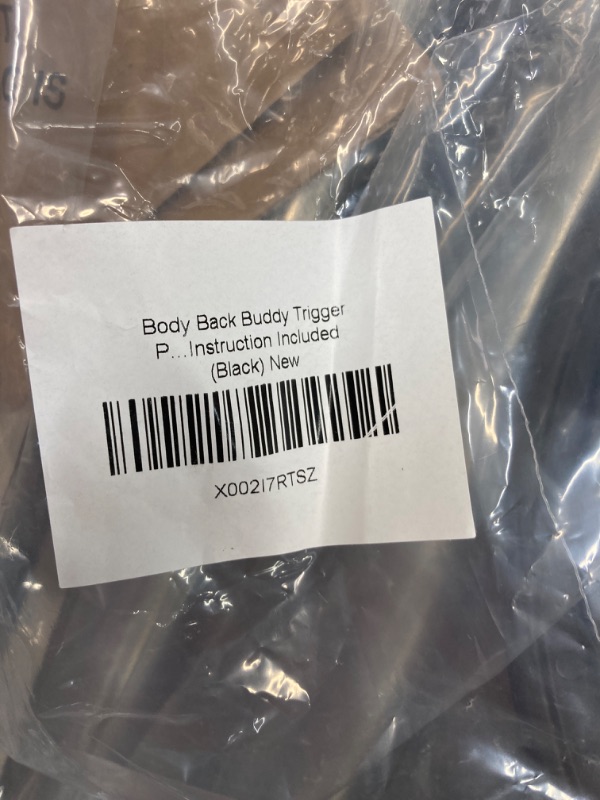 Body Back Buddy Trigger
P...Instruction Included
(Black) New
X002I7RTSZ